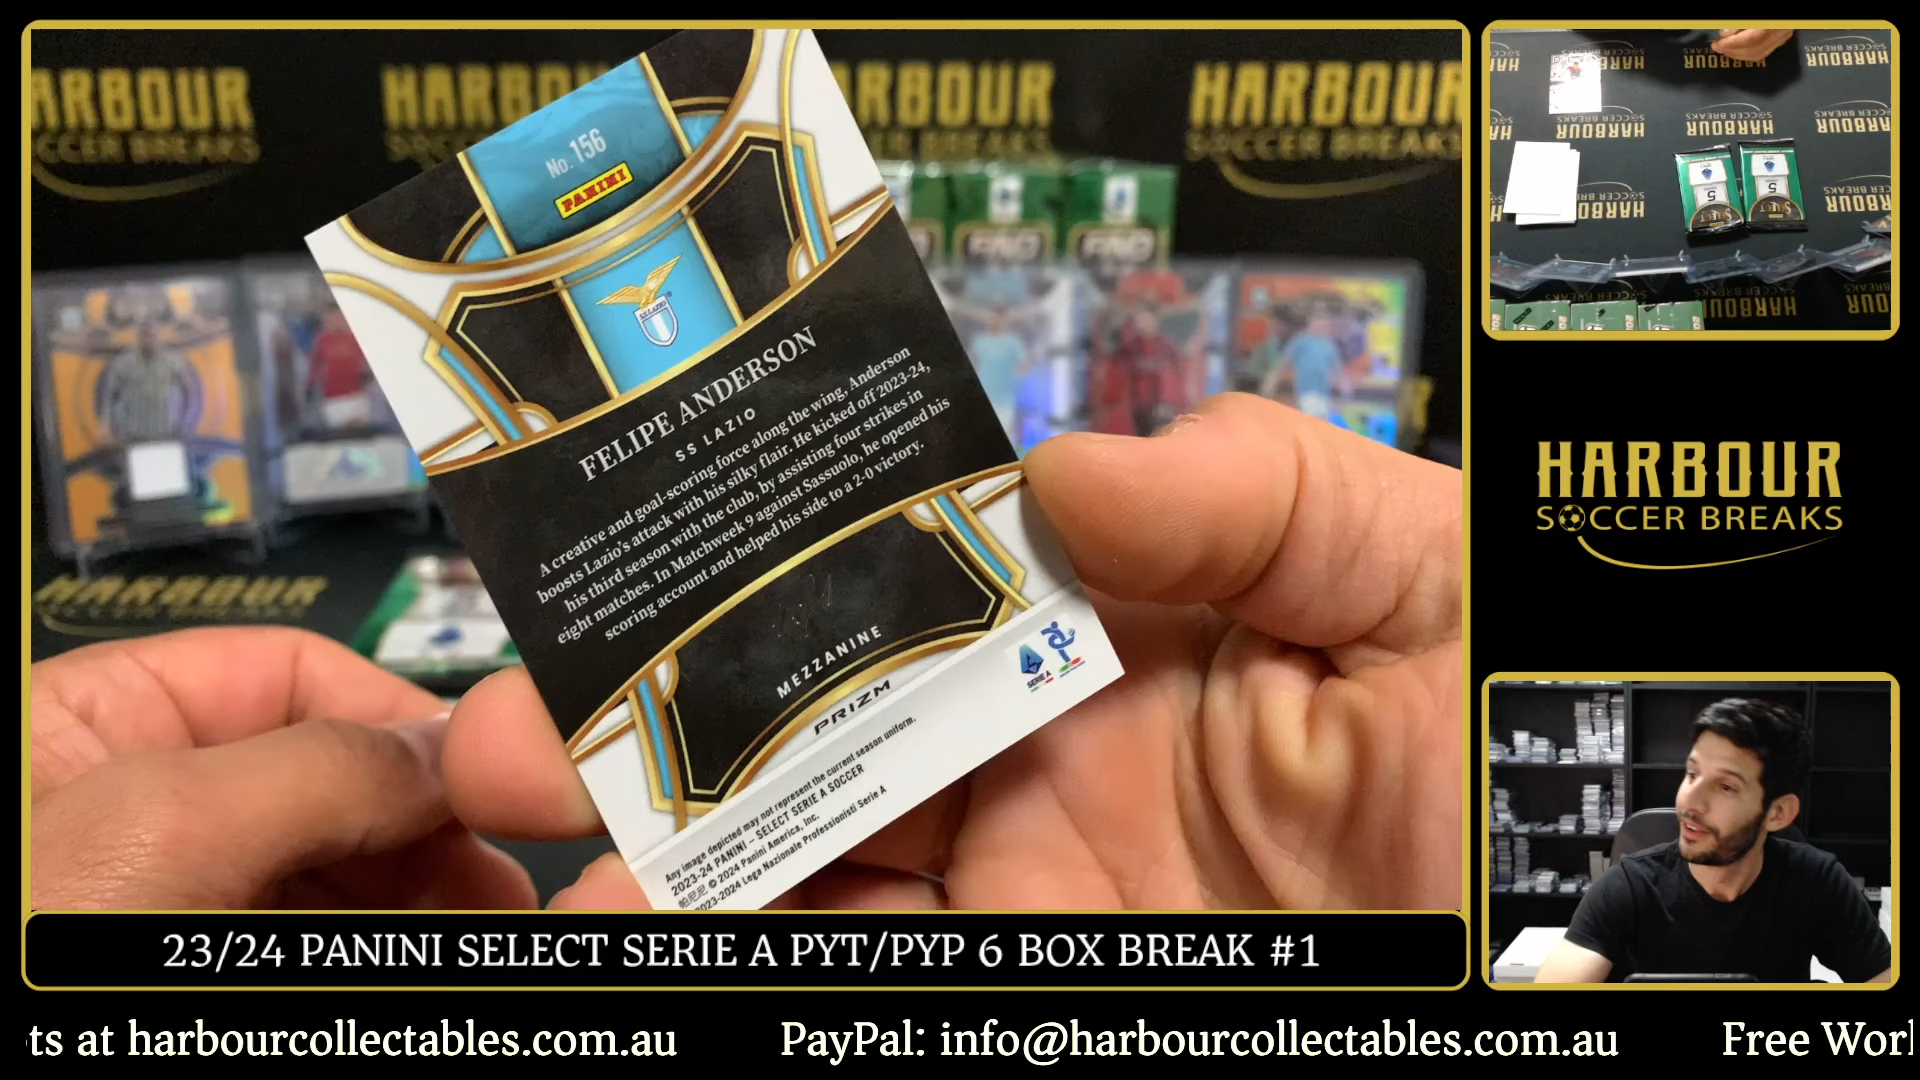 HARBOUR
SOCCER BREAKS
No. 156
PANINI
S.S. LAZIO
FELIPE ANDERSON
SS LAZIO
A creative and goal-scoring force along the wing, Anderson
boosts Lazio's attack with his silky flair. He kicked off 2023-24,
his third season with the club, by assisting four strikes in
eight matches. In Matchweek 9 against Sassuolo, he opened his
scoring account and helped his side to a 2-0 victory.
MEZZANINE
PRIZM
SERIE A
Any image depicted may not represent the current season uniform.
2023-24 PANINI – SELECT SERIE A SOCCER
帕尼尼 © 2024 Panini America, Inc.
2023-2024 Lega Nazionale Professionisti Serie A
HARBOUR
SOCCER BREAKS
23/24 PANINI SELECT SERIE A PYT/PYP 6 BOX BREAK #1
ts at harbourcollectables.com.au PayPal: info@harbourcollectables.com.au Free Worl